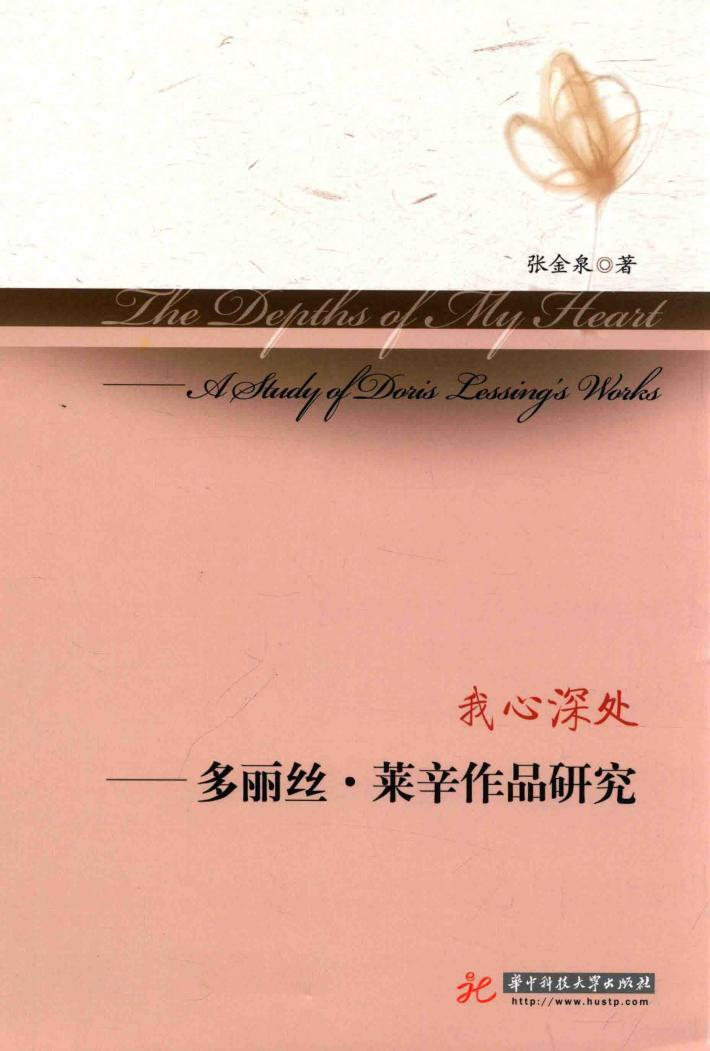 张金泉◎著
The Depths of My Heart
——A Study of Doris Lessing's Works
我心深处
——多丽丝·莱辛作品研究
华中科技大学出版社
http://www.hustp.com